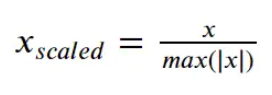 x_scaled = x / max(|x|)